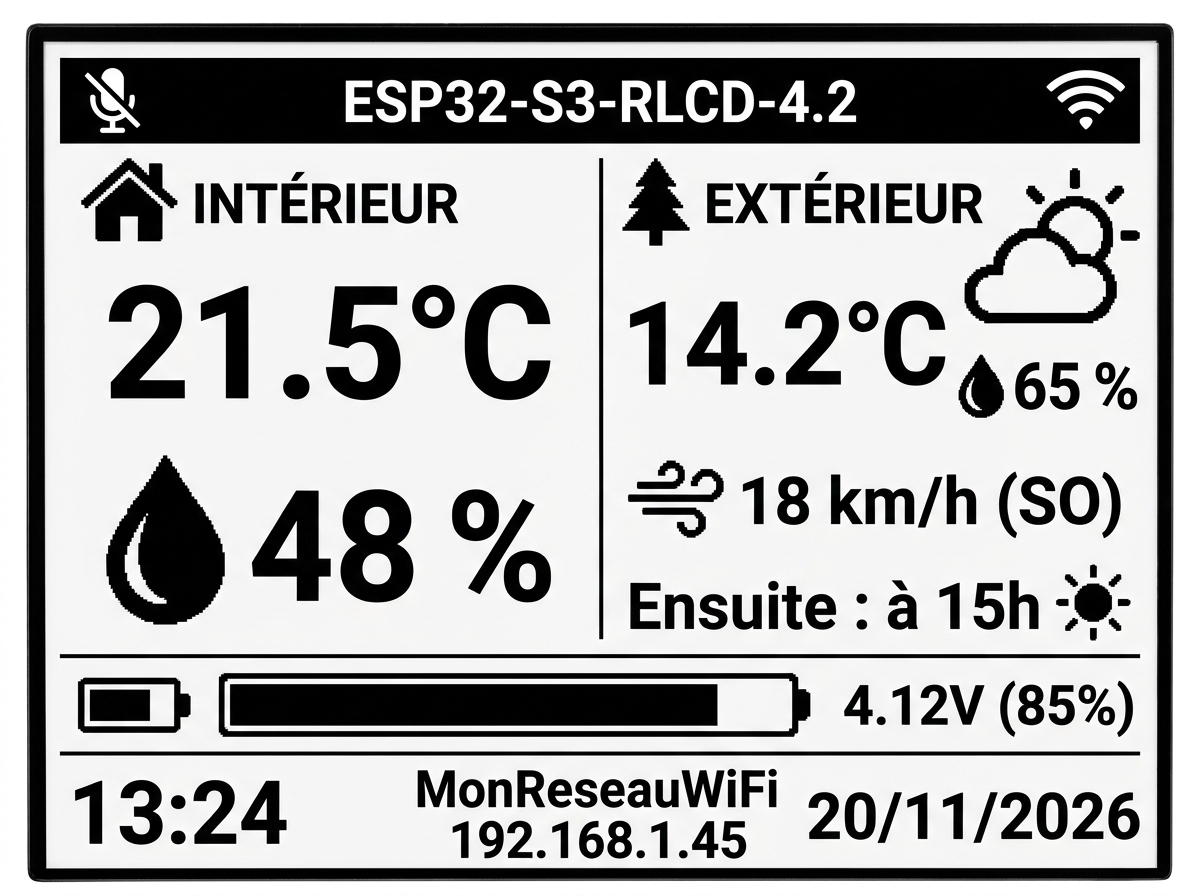 ESP32-S3-RLCD-4.2
INTÉRIEUR
21.5°C
48 %
EXTÉRIEUR
14.2°C
65 %
18 km/h (SO)
Ensuite : à 15h
4.12V (85%)
13:24
MonReseauWiFi
192.168.1.45
20/11/2026